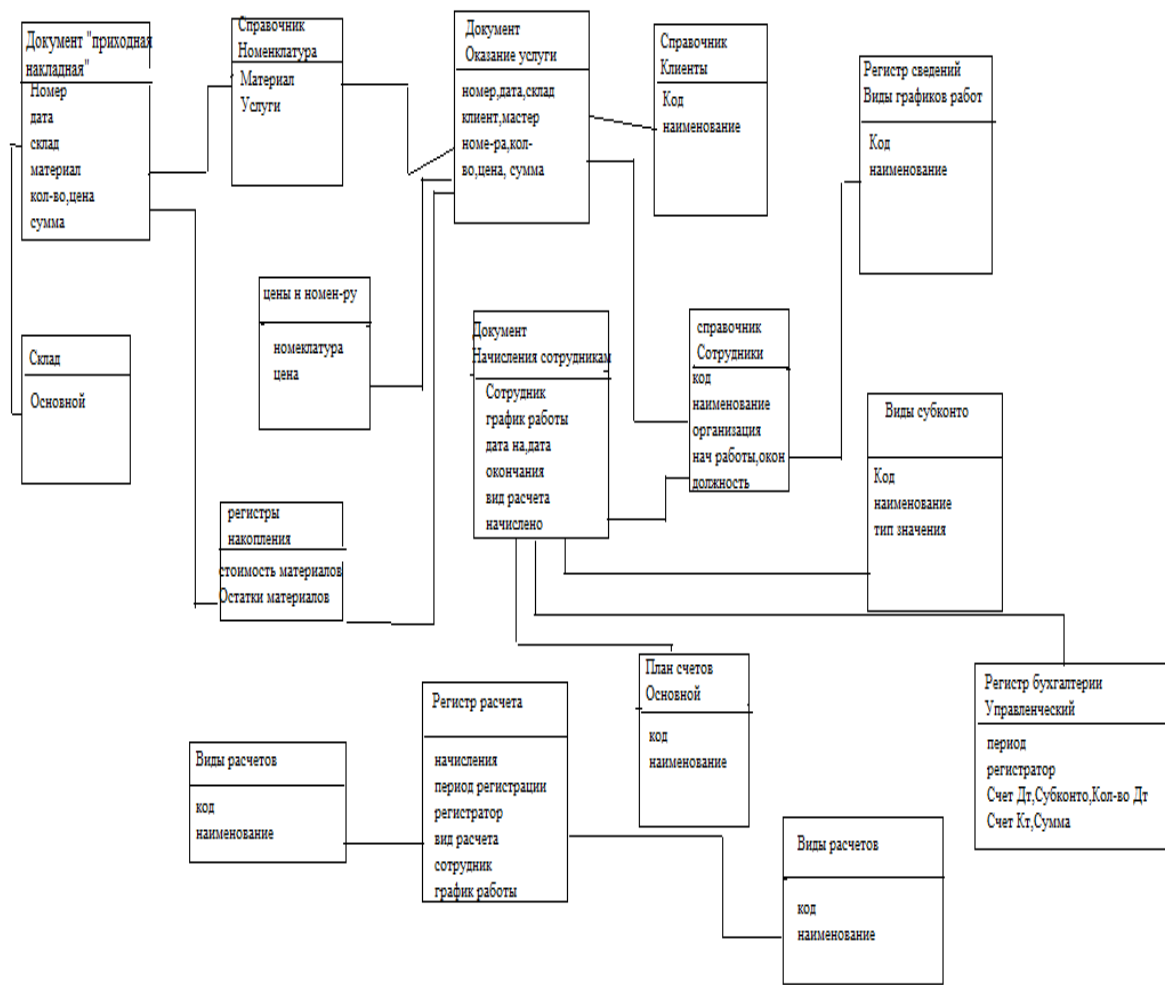 Документ "приходная
накладная"
Номер
дата
склад
материал
кол-во,цена
сумма
Справочник
Номенклатура
Материал
Услуги
Документ
Оказание услуги
номер,дата,склад
клиент,мастер
номе-ра,кол-
во,цена, сумма
Справочник
Клиенты
Код
наименование
Регистр сведений
Виды графиков работ
Код
наименование
цены н номен-ру
номеклатура
цена
Склад
Основной
Документ
Начисления сотрудникам
Сотрудник
график работы
дата на,дата
окончания
вид расчета
начислено
справочник
Сотрудники
код
наименование
организация
нач работы,окон
должность
Виды субконто
Код
наименование
тип значения
регистры
накопления
стоимость материалов
Остатки материалов
План счетов
Основной
код
наименование
Регистр бухгалтерии
Управленческий
период
регистратор
Счет Дт,Субконто,Кол-во Дт
Счет Кт,Сумма
Регистр расчета
начисления
период регистрации
регистратор
вид расчета
сотрудник
график работы
Виды расчетов
код
наименование
Виды расчетов
код
наименование